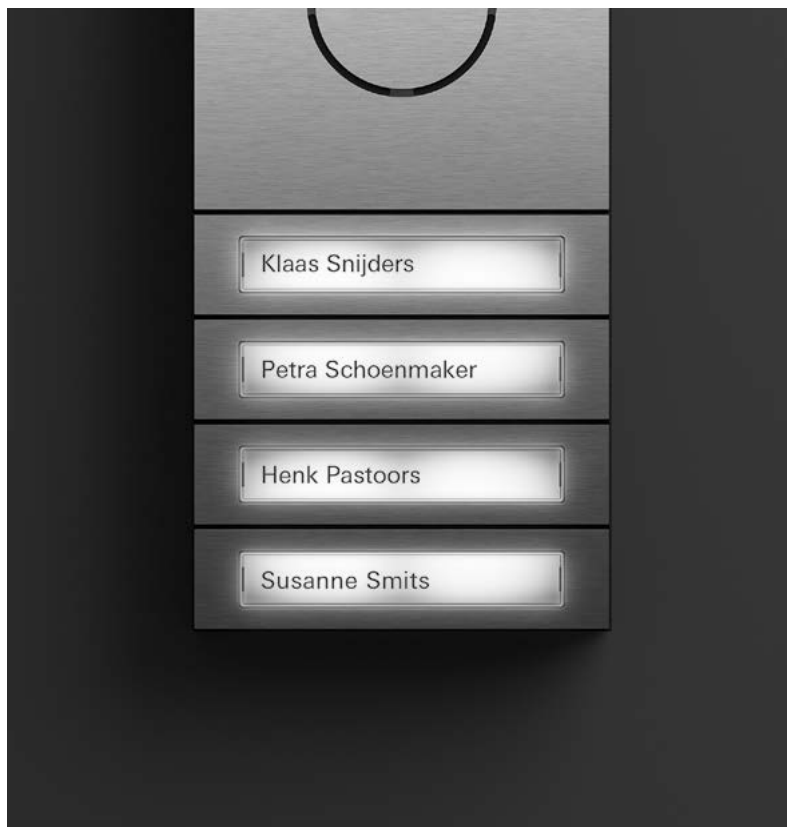 Klaas Snijders
Petra Schoenmaker
Henk Pastoors
Susanne Smits